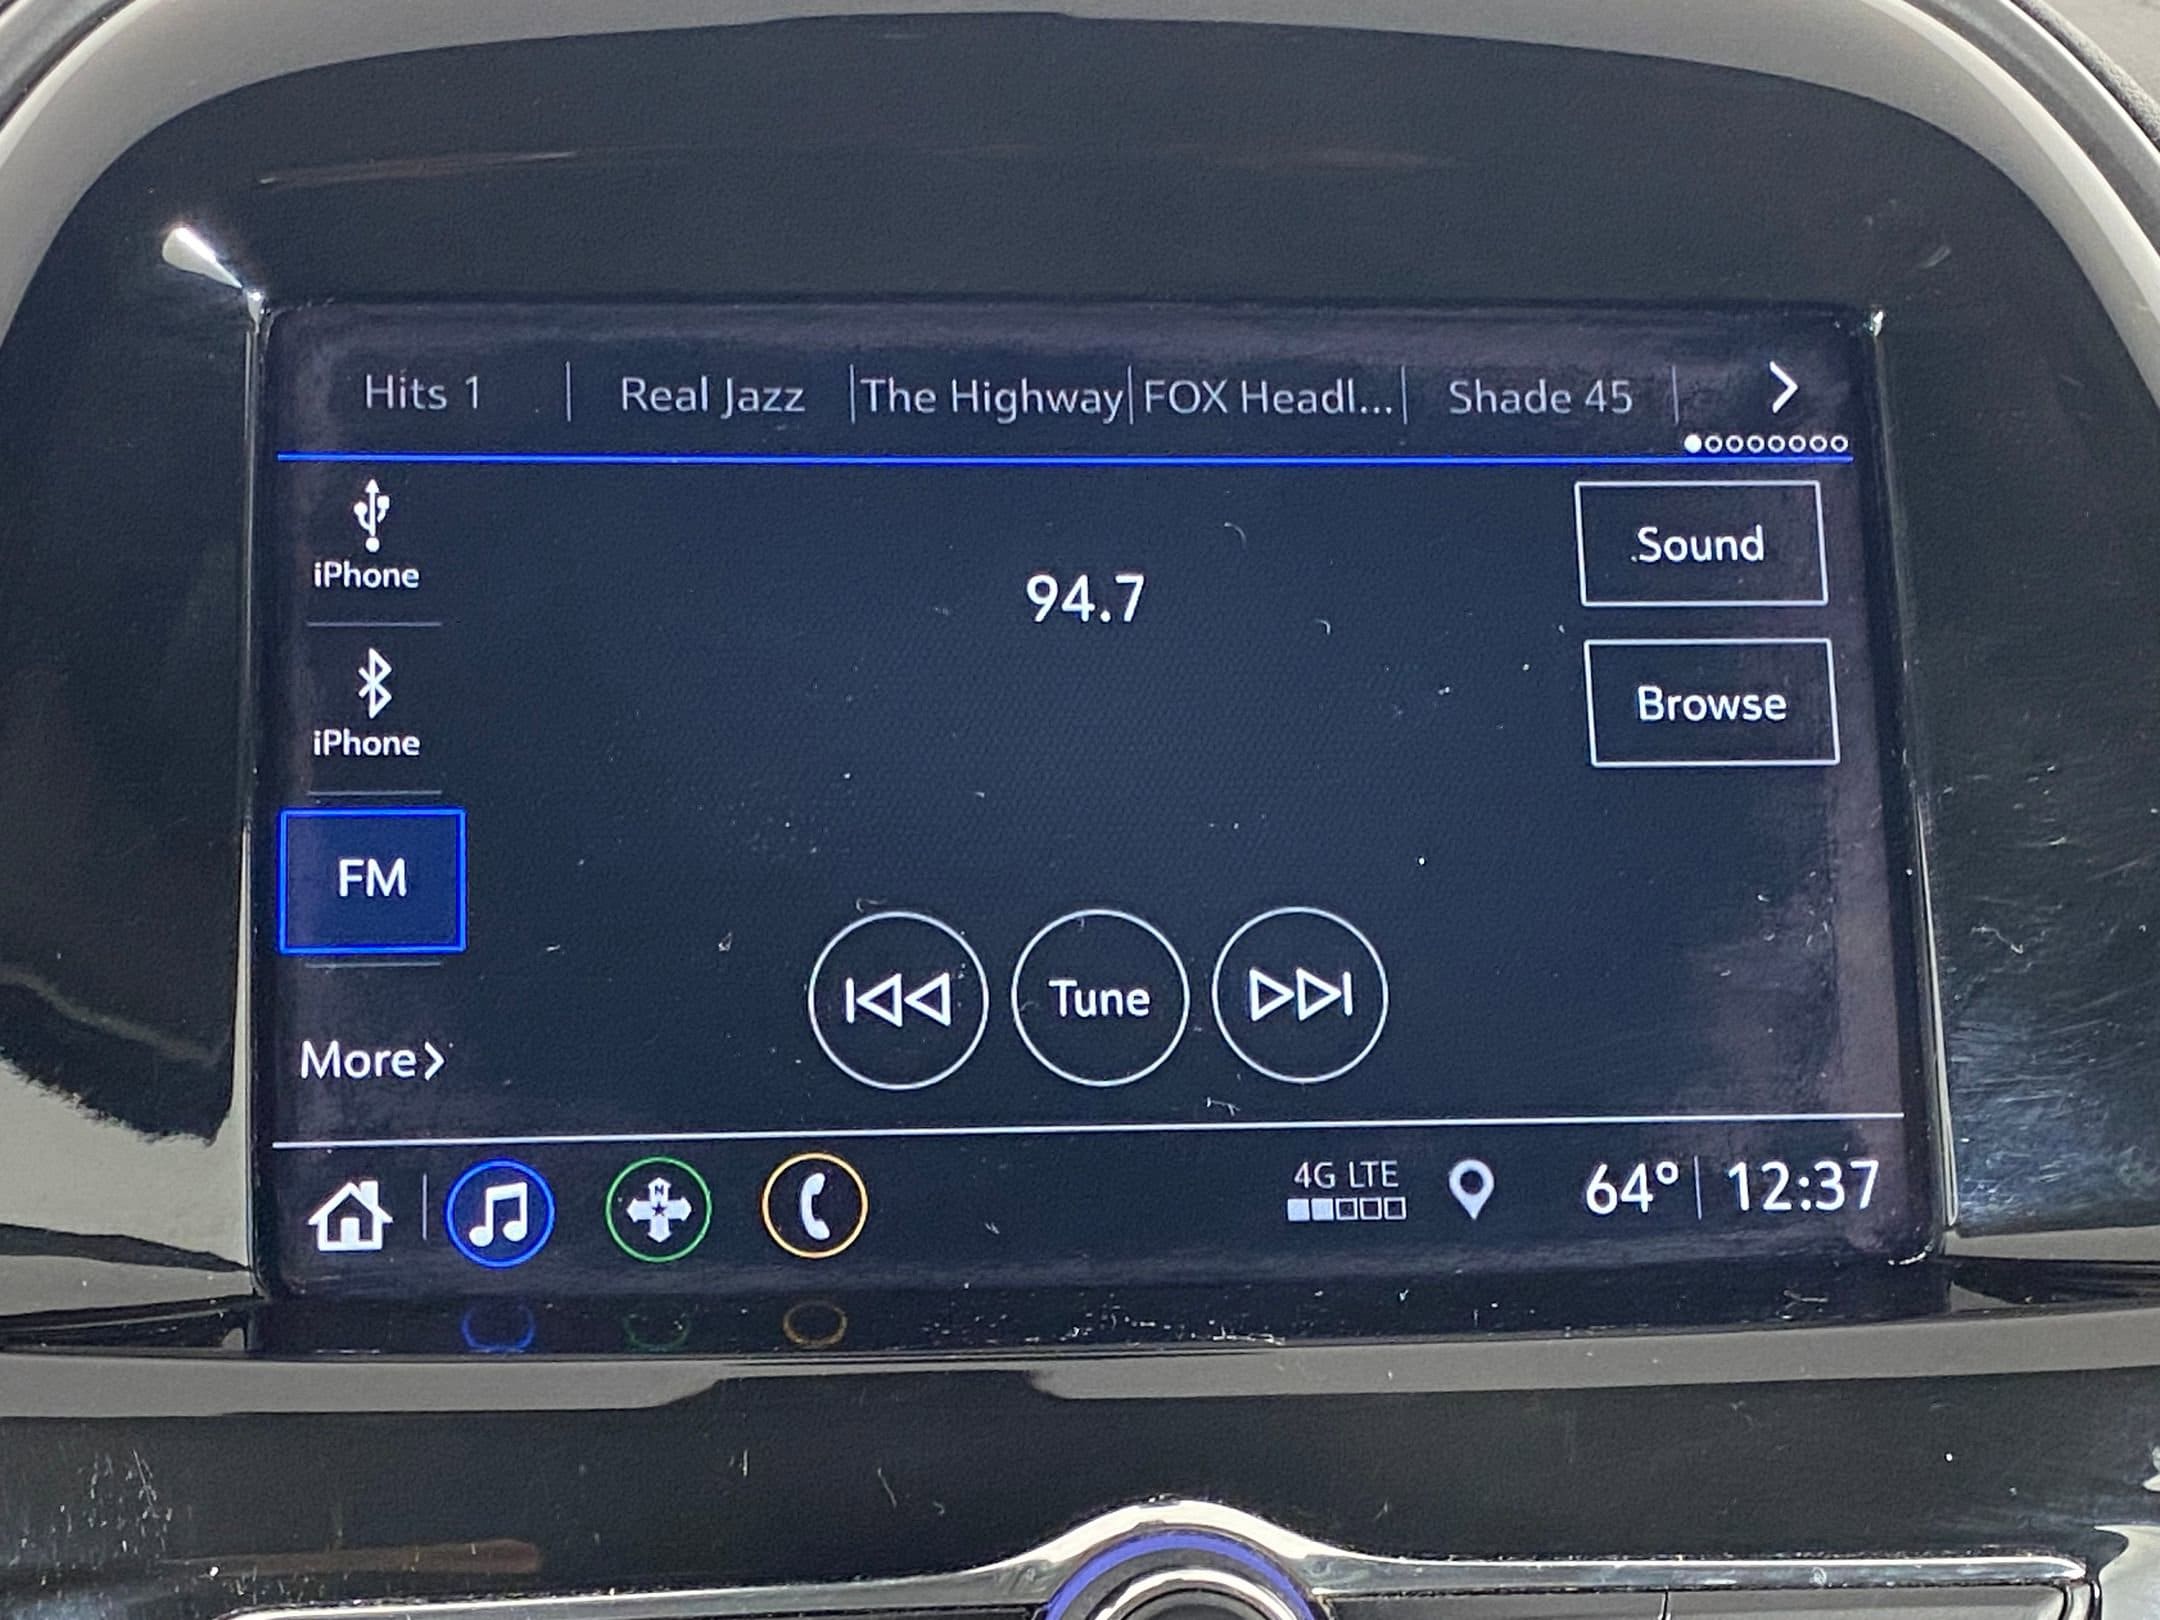 Hits 1 Real Jazz The Highway FOX Headl... Shade 45
iPhone
94.7
Sound
iPhone
Browse
FM
Tune
More
4G LTE
64° 12:37
N